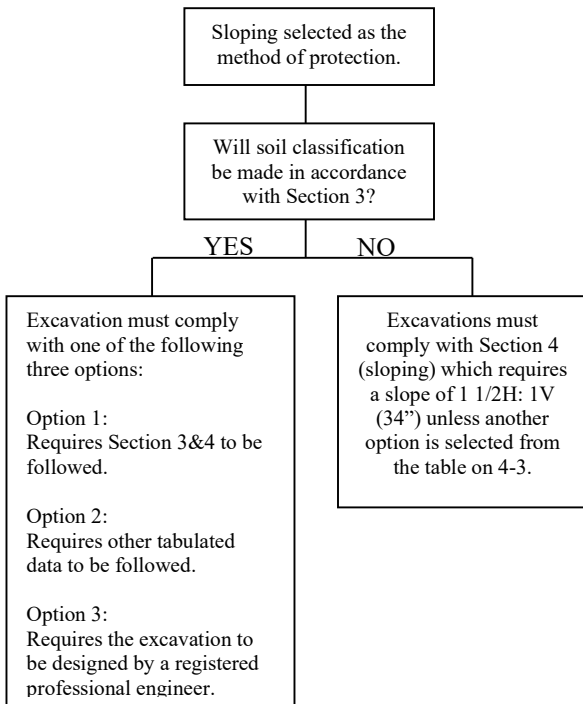 Sloping selected as the
method of protection.
Will soil classification
be made in accordance
with Section 3?
YES
NO
Excavation must comply
with one of the following
three options:
Option 1:
Requires Section 3&4 to be
followed.
Option 2:
Requires other tabulated
data to be followed.
Option 3:
Requires the excavation to
be designed by a registered
professional engineer.
Excavations must
comply with Section 4
(sloping) which requires
a slope of 1 1/2H: 1V
(34”) unless another
option is selected from
the table on 4-3.